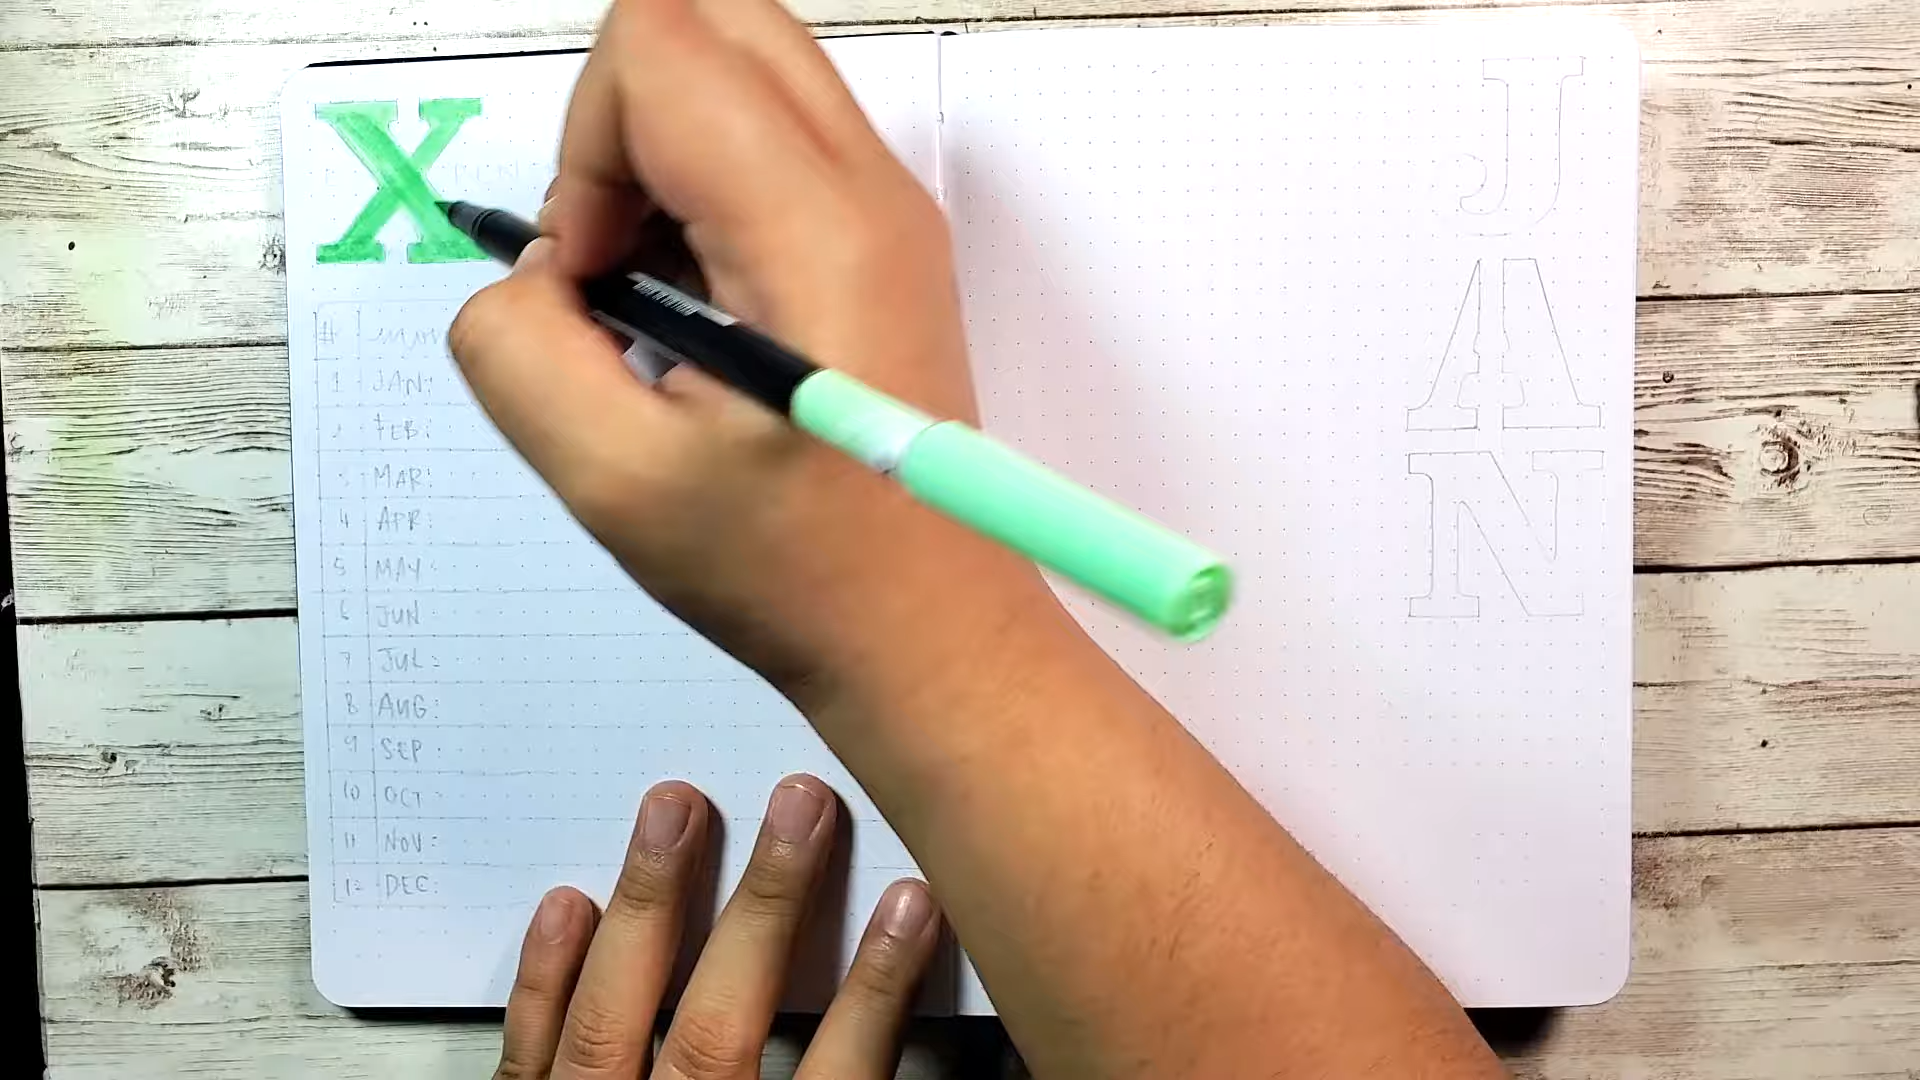 X
#
1 JAN:
2 FEB:
3 MAR:
4 APR:
5 MAY:
6 JUN
7 JUL:
8 AUG:
9 SEP
10 OCT
11 NOV:
12 DEC:
J
A
N